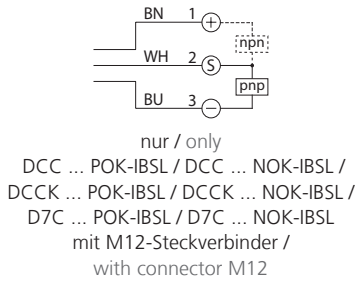 BN 1 +
npn
WH 2 S
pnp
BU 3 −
nur / only
DCC ... POK-IBSL / DCC ... NOK-IBSL /
DCCK ... POK-IBSL / DCCK ... NOK-IBSL /
D7C ... POK-IBSL / D7C ... NOK-IBSL
mit M12-Steckverbinder /
with connector M12